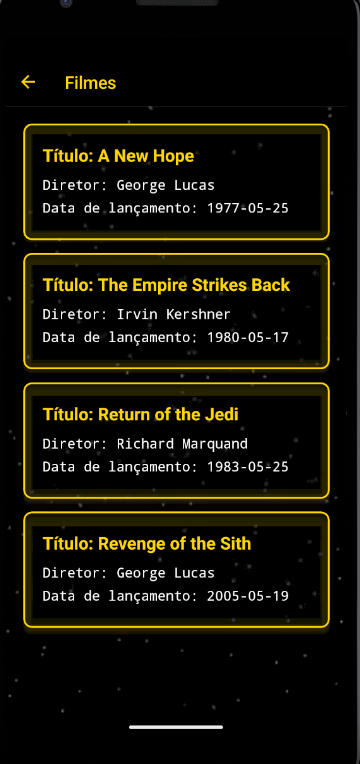 Filmes
Título: A New Hope
Diretor: George Lucas
Data de lançamento: 1977-05-25
Título: The Empire Strikes Back
Diretor: Irvin Kershner
Data de lançamento: 1980-05-17
Título: Return of the Jedi
Diretor: Richard Marquand
Data de lançamento: 1983-05-25
Título: Revenge of the Sith
Diretor: George Lucas
Data de lançamento: 2005-05-19